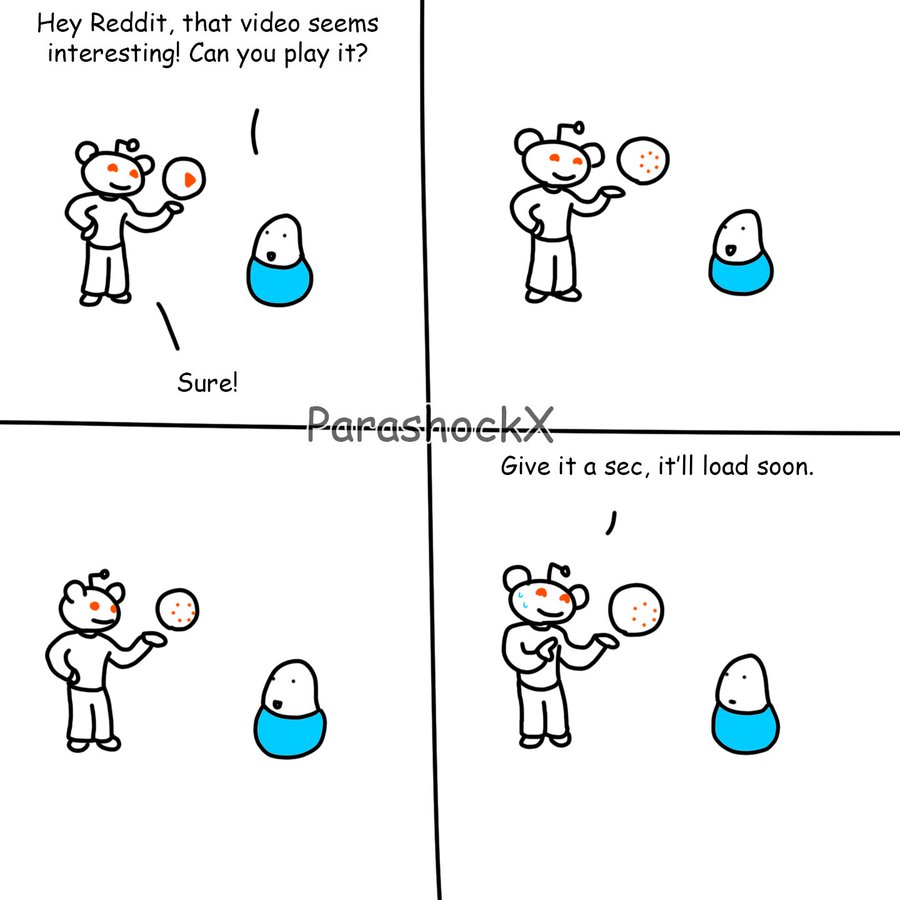 Hey Reddit, that video seems
interesting! Can you play it?
Sure!
ParashockX
Give it a sec, it'll load soon.